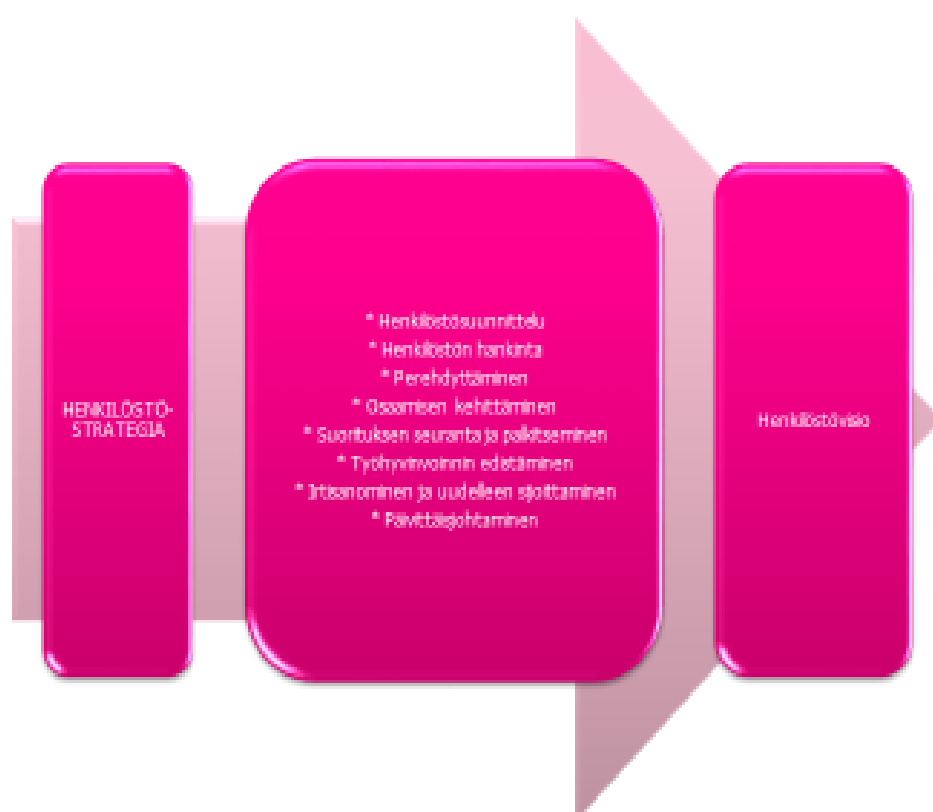 HENKILÖSTÖ-
STRATEGIA
* Henkilöstösuunnittelu
* Henkilöstön hankinta
* Perehdyttäminen
* Osaamisen kehittäminen
* Suorituksen seuranta ja palkitseminen
* Työhyvinvoinnin edistäminen
* Irtisanominen ja uudelleen sijoittaminen
* Päivittäisjohtaminen
Henkilöstövisio